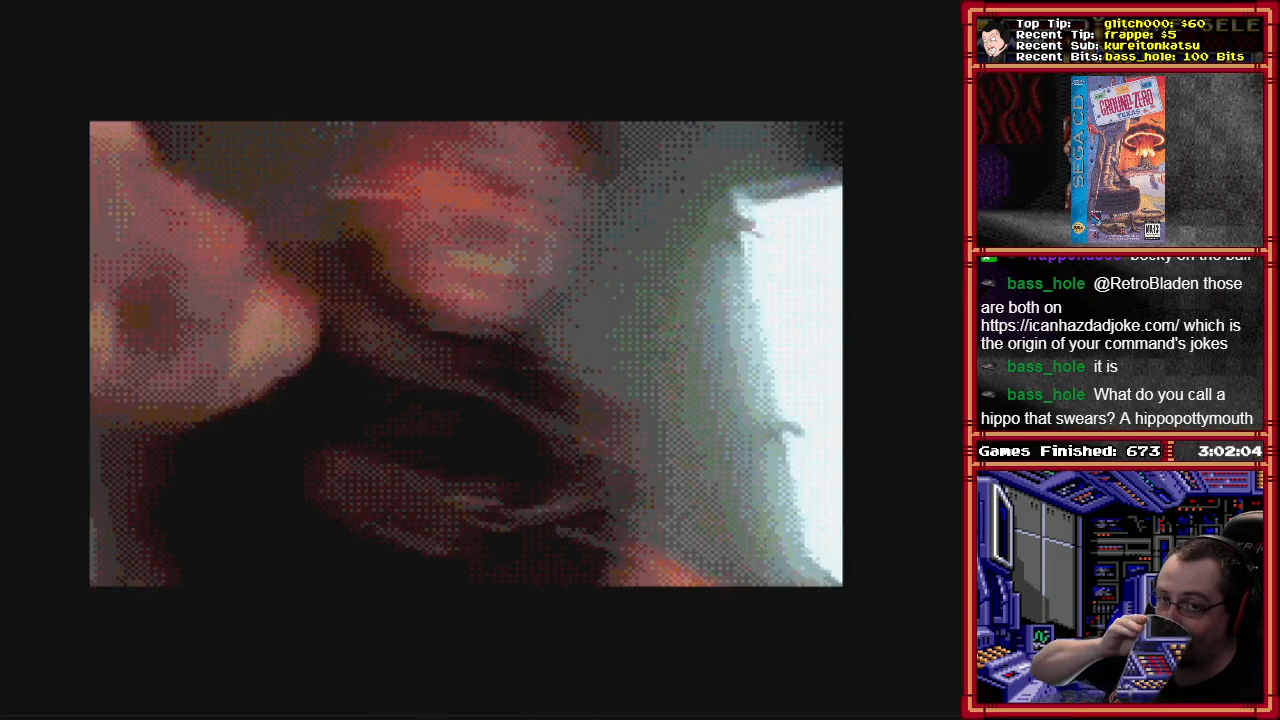 Top Tip: glitch000: $60
Recent Tip: frappe: $5
Recent Sub: kureitonkatsu
Recent Bits: bass_hole: 100 Bits
SELE
SEGA CD
GROUND ZERO
TEXAS
bass_hole @RetroBladen those
are both on
https://icanhazdadjoke.com/ which is
the origin of your command's jokes
bass_hole it is
bass_hole What do you call a
hippo that swears? A hippopottymouth
Games Finished: 673 3:02:04